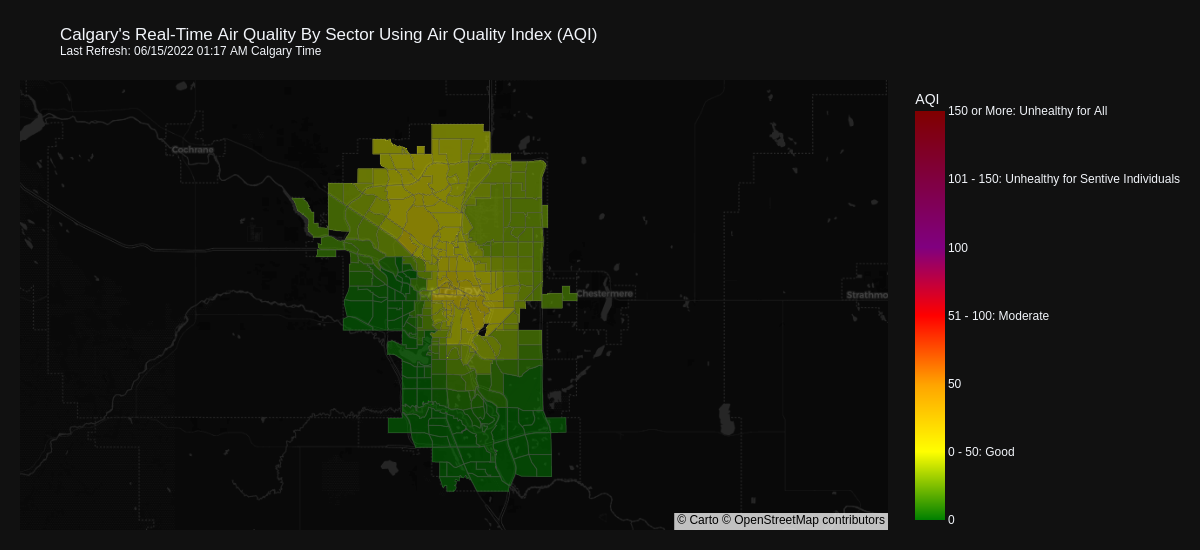 Calgary's Real-Time Air Quality By Sector Using Air Quality Index (AQI)
Last Refresh: 06/15/2022 01:17 AM Calgary Time
AQI
150 or More: Unhealthy for All
101 - 150: Unhealthy for Sentive Individuals
100
51 - 100: Moderate
50
0 - 50: Good
0
Cochrane
Chestermere
Strathmo
© Carto © OpenStreetMap contributors